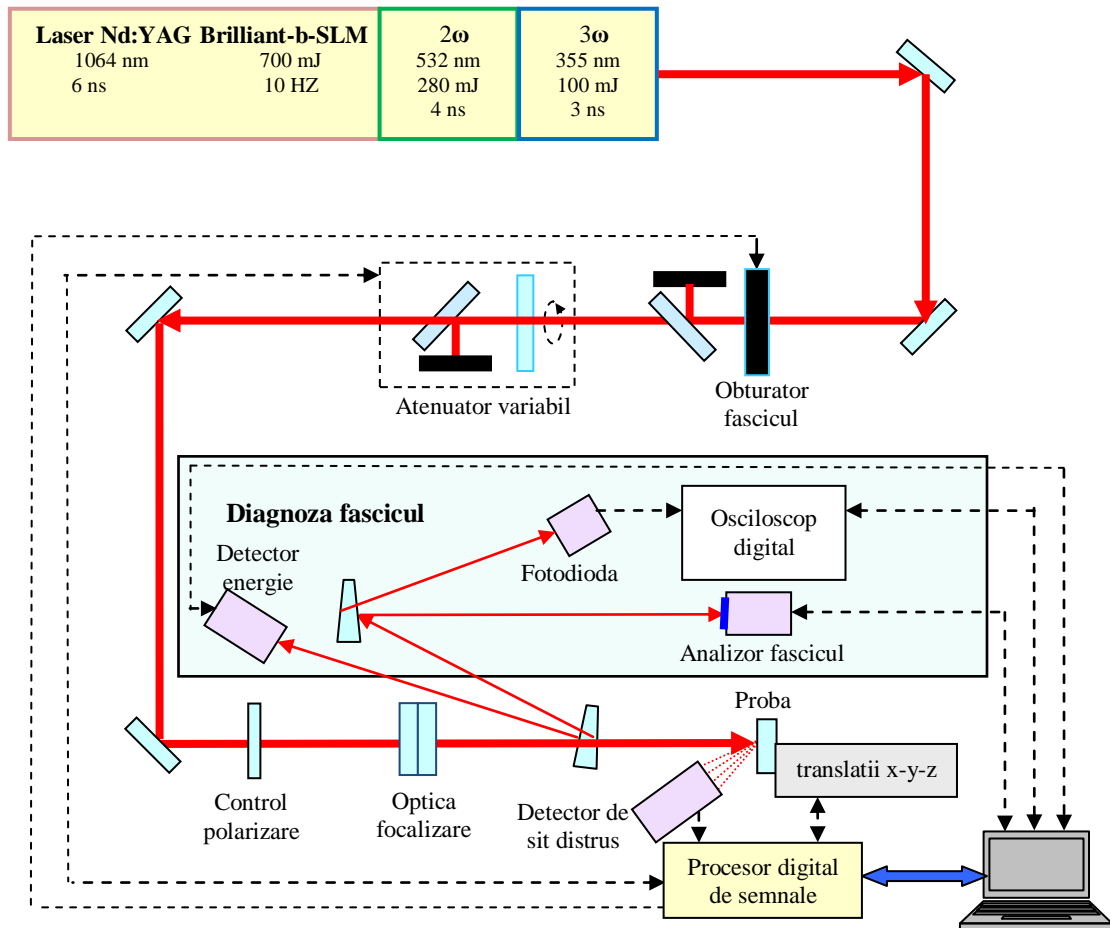 Laser Nd:YAG Brilliant-b-SLM
1064 nm 700 mJ
6 ns 10 HZ
2ω
532 nm
280 mJ
4 ns
3ω
355 nm
100 mJ
3 ns
Atenuator variabil
Obturator
fascicul
Diagnoza fascicul
Detector
energie
Fotodioda
Osciloscop
digital
Analizor fascicul
Proba
translatii x-y-z
Control
polarizare
Optica
focalizare
Detector de
sit distrus
Procesor digital
de semnale